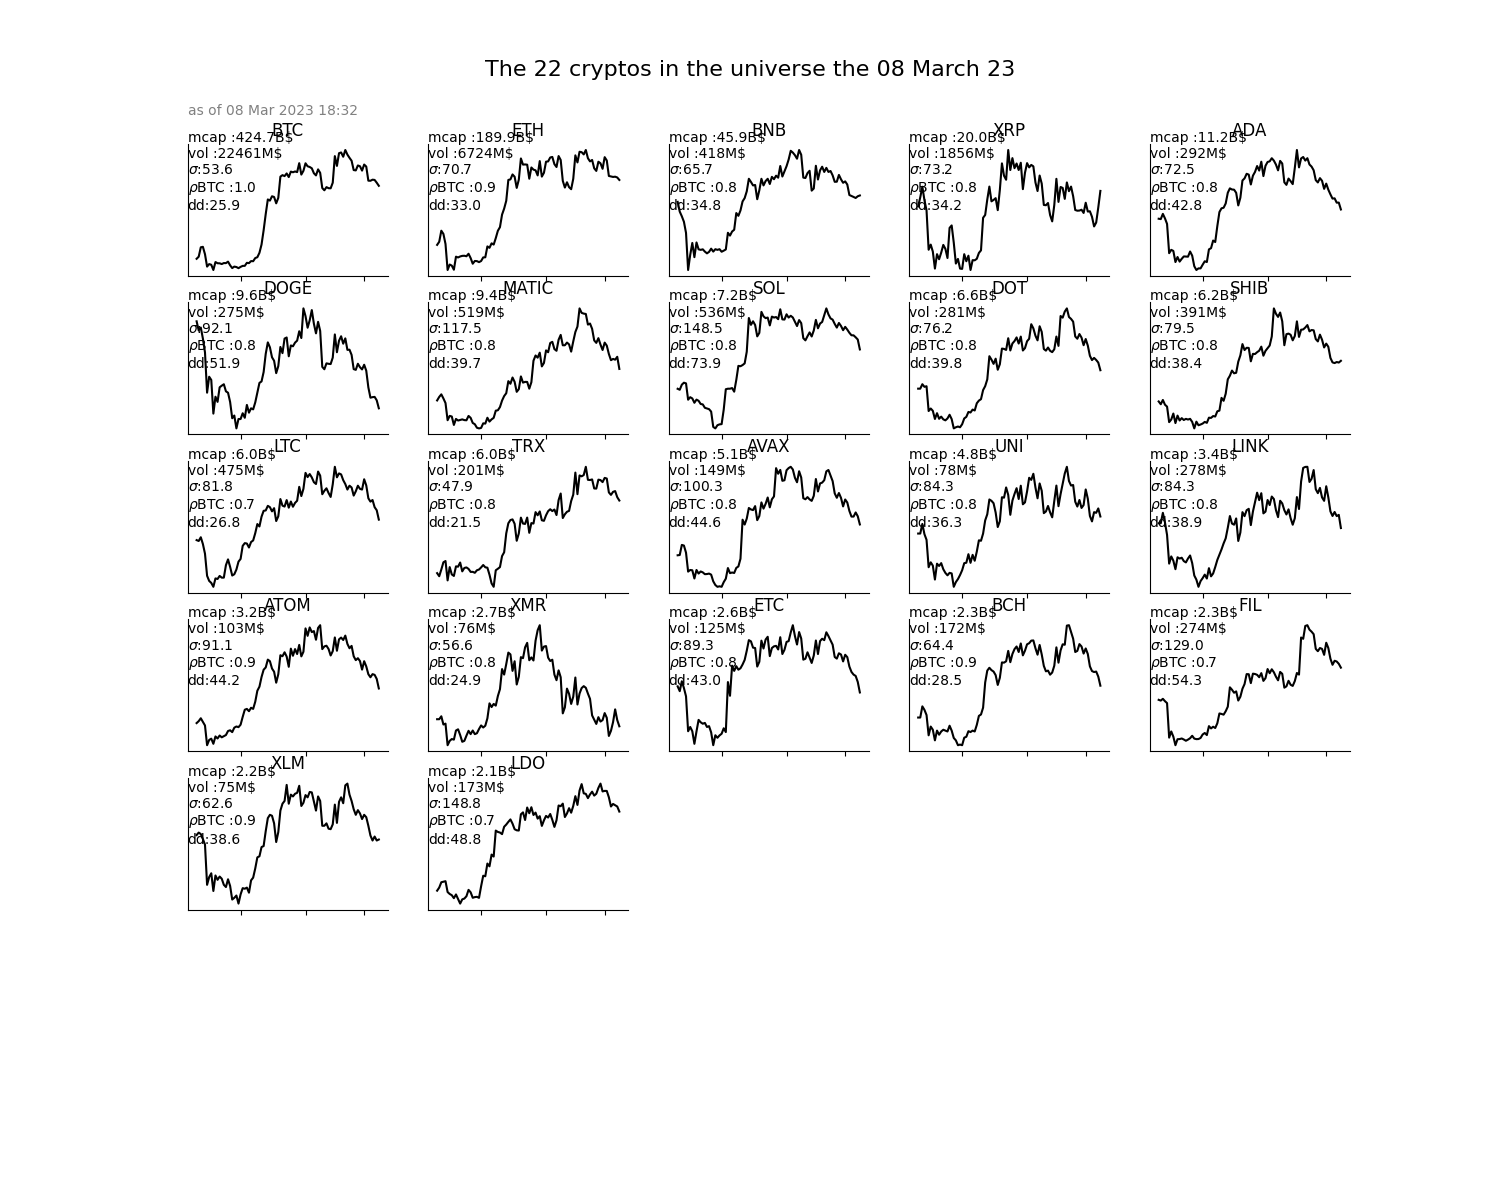 The 22 cryptos in the universe the 08 March 23
as of 08 Mar 2023 18:32
BTC
mcap :424.7B$
vol :22461M$
σ:53.6
ρBTC :1.0
dd:25.9
ETH
mcap :189.9B$
vol :6724M$
σ:70.7
ρBTC :0.9
dd:33.0
BNB
mcap :45.9B$
vol :418M$
σ:65.7
ρBTC :0.8
dd:34.8
XRP
mcap :20.0B$
vol :1856M$
σ:73.2
ρBTC :0.8
dd:34.2
ADA
mcap :11.2B$
vol :292M$
σ:72.5
ρBTC :0.8
dd:42.8
DOGE
mcap :9.6B$
vol :275M$
σ:92.1
ρBTC :0.8
dd:51.9
MATIC
mcap :9.4B$
vol :519M$
σ:117.5
ρBTC :0.8
dd:39.7
SOL
mcap :7.2B$
vol :536M$
σ:148.5
ρBTC :0.8
dd:73.9
DOT
mcap :6.6B$
vol :281M$
σ:76.2
ρBTC :0.8
dd:39.8
SHIB
mcap :6.2B$
vol :391M$
σ:79.5
ρBTC :0.8
dd:38.4
LTC
mcap :6.0B$
vol :475M$
σ:81.8
ρBTC :0.7
dd:26.8
TRX
mcap :6.0B$
vol :201M$
σ:47.9
ρBTC :0.8
dd:21.5
AVAX
mcap :5.1B$
vol :149M$
σ:100.3
ρBTC :0.8
dd:44.6
UNI
mcap :4.8B$
vol :78M$
σ:84.3
ρBTC :0.8
dd:36.3
LINK
mcap :3.4B$
vol :278M$
σ:84.3
ρBTC :0.8
dd:38.9
ATOM
mcap :3.2B$
vol :103M$
σ:91.1
ρBTC :0.9
dd:44.2
XMR
mcap :2.7B$
vol :76M$
σ:56.6
ρBTC :0.8
dd:24.9
ETC
mcap :2.6B$
vol :125M$
σ:89.3
ρBTC :0.8
dd:43.0
BCH
mcap :2.3B$
vol :172M$
σ:64.4
ρBTC :0.9
dd:28.5
FIL
mcap :2.3B$
vol :274M$
σ:129.0
ρBTC :0.7
dd:54.3
XLM
mcap :2.2B$
vol :75M$
σ:62.6
ρBTC :0.9
dd:38.6
LDO
mcap :2.1B$
vol :173M$
σ:148.8
ρBTC :0.7
dd:48.8